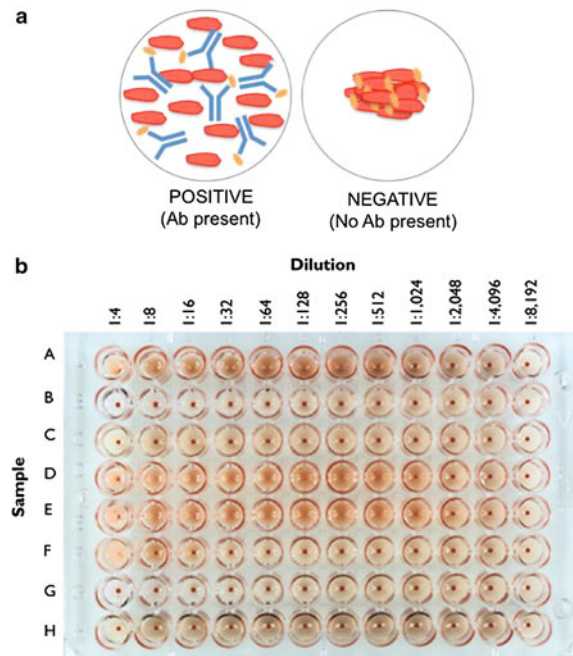 a
POSITIVE
(Ab present)
NEGATIVE
(No Ab present)
b
Dilution
1:4 1:8 1:16 1:32 1:64 1:128 1:256 1:512 1:1,024 1:2,048 1:4,096 1:8,192
Sample
A
B
C
D
E
F
G
H